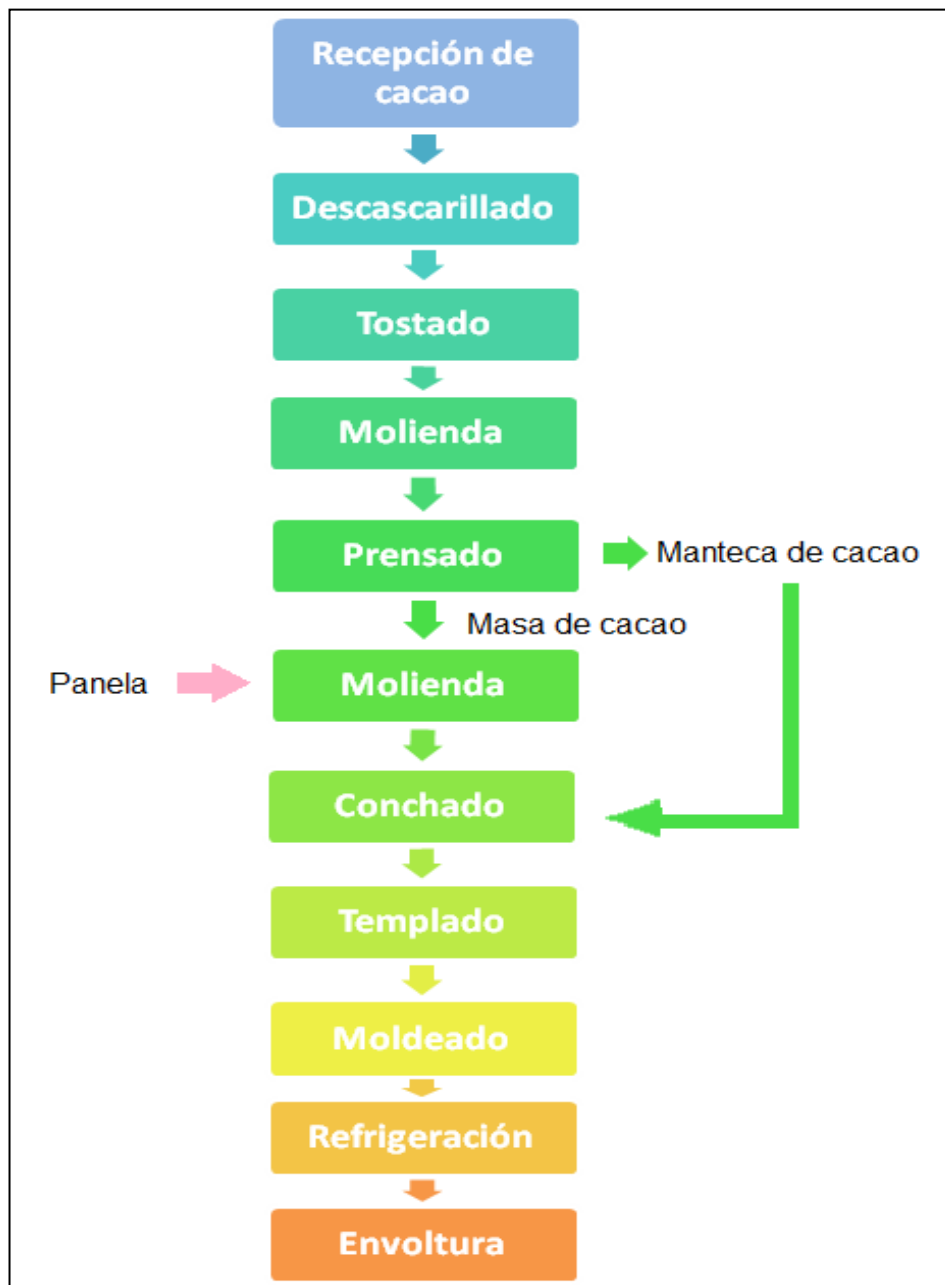 Recepción de
cacao
Descascarillado
Tostado
Molienda
Prensado
Manteca de cacao
Masa de cacao
Panela
Molienda
Conchado
Templado
Moldeado
Refrigeración
Envoltura